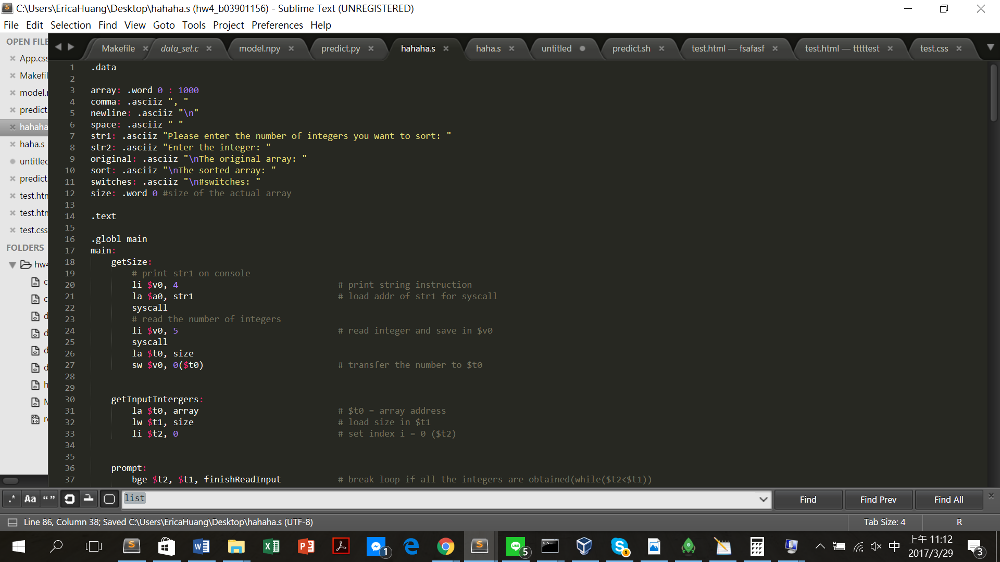 C:\Users\EricaHuang\Desktop\hahaha.s (hw4_b03901156) - Sublime Text (UNREGISTERED)
File Edit Selection Find View Goto Tools Project Preferences Help
OPEN FILE
App.css
Makefil
model.n
predict.
hahaha
haha.s
untitled
predict.
test.htm
test.htm
test.css
FOLDERS
hw4
Makefile data_set.c model.npy predict.py hahaha.s haha.s untitled predict.sh test.html — fsafasf test.html — tttttest test.css
1 .data
2
3 array: .word 0 : 1000
4 comma: .asciiz ", "
5 newline: .asciiz "\n"
6 space: .asciiz " "
7 str1: .asciiz "Please enter the number of integers you want to sort: "
8 str2: .asciiz "Enter the integer: "
9 original: .asciiz "\nThe original array: "
10 sort: .asciiz "\nThe sorted array: "
11 switches: .asciiz "\n#switches: "
12 size: .word 0 #size of the actual array
13
14 .text
15
16 .globl main
17 main:
18 getSize:
19 # print str1 on console
20 li $v0, 4 # print string instruction
21 la $a0, str1 # load addr of str1 for syscall
22 syscall
23 # read the number of integers
24 li $v0, 5 # read integer and save in $v0
25 syscall
26 la $t0, size
27 sw $v0, 0($t0) # transfer the number to $t0
28
29
30 getInputIntergers:
31 la $t0, array # $t0 = array address
32 lw $t1, size # load size in $t1
33 li $t2, 0 # set index i = 0 ($t2)
34
35
36 prompt:
37 bge $t2, $t1, finishReadInput # break loop if all the integers are obtained(while($t2<$t1))
.* Aa “ ” list Find Find Prev Find All
Line 86, Column 38; Saved C:\Users\EricaHuang\Desktop\hahaha.s (UTF-8) Tab Size: 4 R
中 上午 11:12
2017/3/29